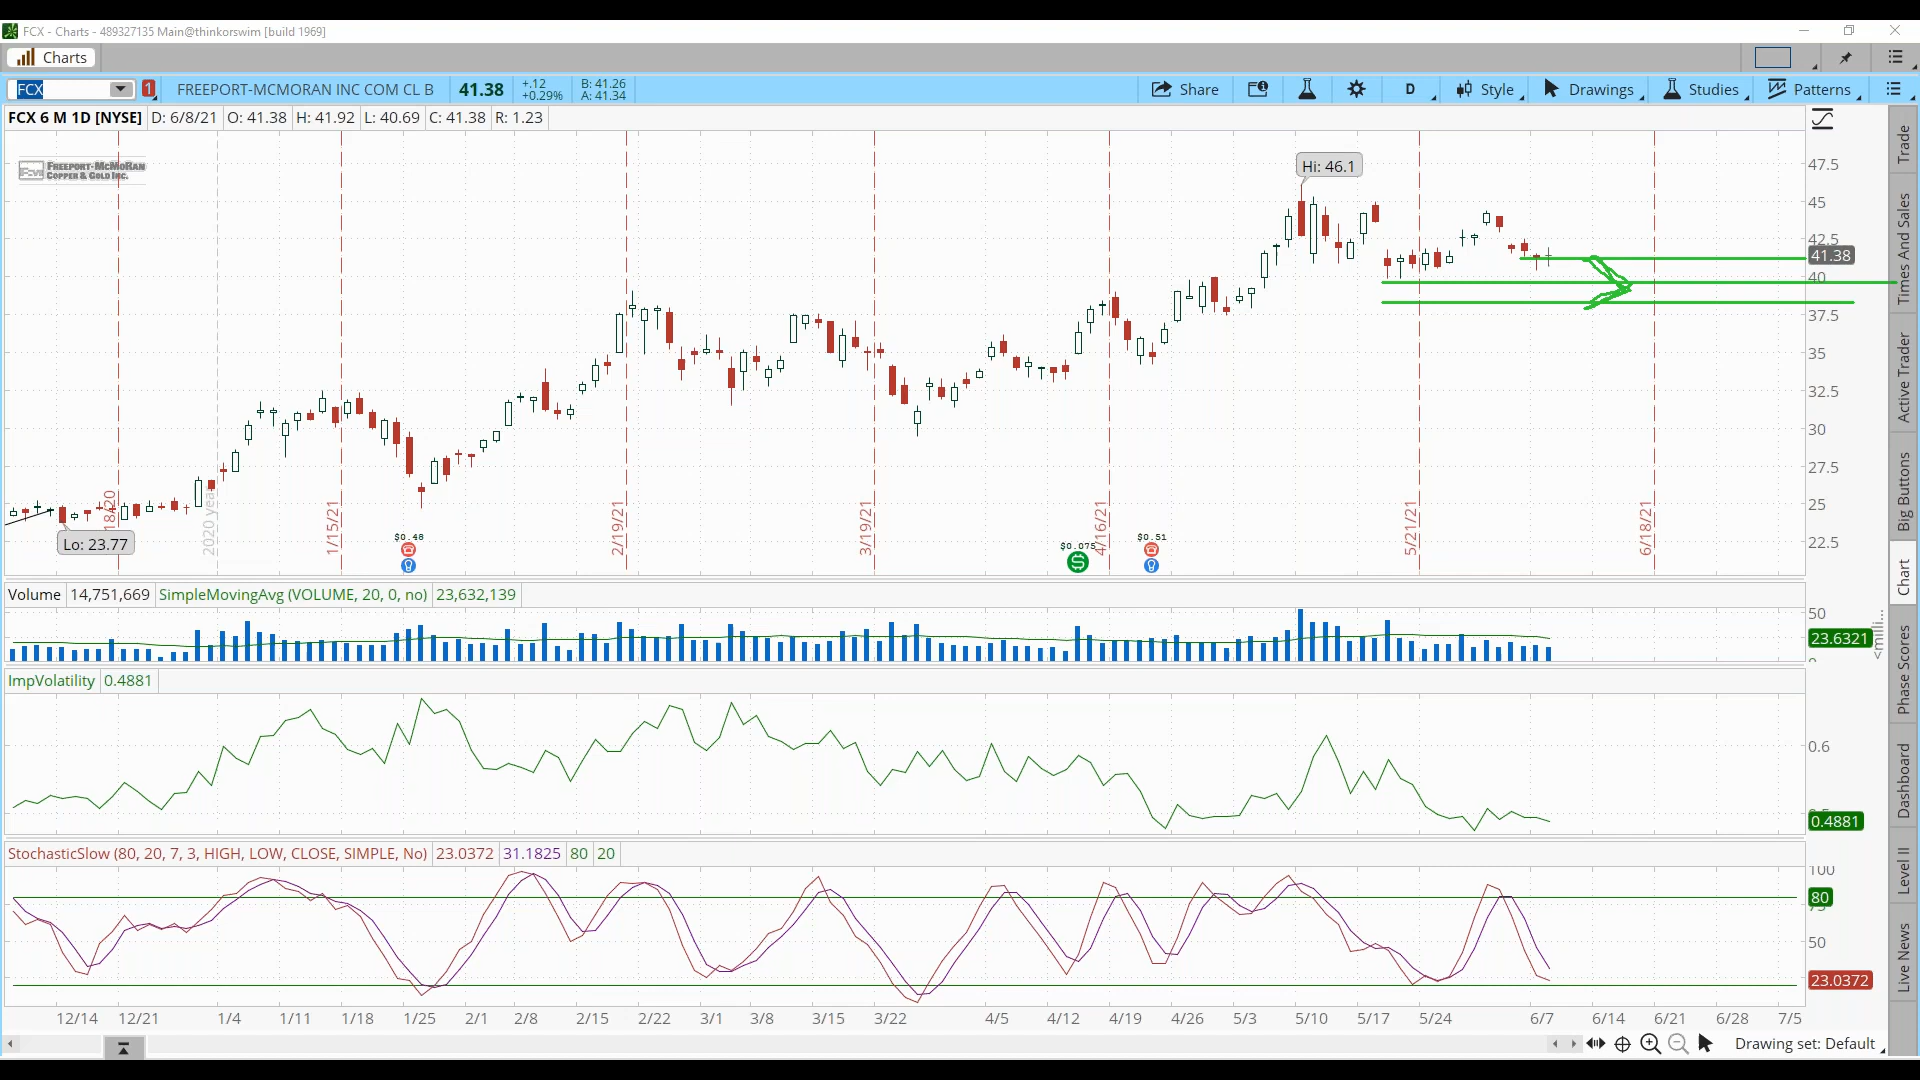 FCX - Charts - 489327135 Main@thinkorswim [build 1969]
Charts
FCX 1 FREEPORT-MCMORAN INC COM CL B 41.38 +.12 +0.29% B: 41.26 A: 41.34 Share D Style Drawings Studies Patterns
FCX 6 M 1D [NYSE] D: 6/8/21 O: 41.38 H: 41.92 L: 40.69 C: 41.38 R: 1.23
FREEPORT-MCMORAN
COPPER & GOLD INC.
Hi: 46.1
Lo: 23.77
47.5
45
42.5
41.38
40
37.5
35
32.5
30
27.5
25
22.5
18/20
2020 year
1/15/21
2/19/21
3/19/21
4/16/21
5/21/21
6/18/21
$0.48
$0.075
$0.51
Volume 14,751,669 SimpleMovingAvg (VOLUME, 20, 0, no) 23,632,139
50
23.6321
ImpVolatility 0.4881
0.6
0.4881
StochasticSlow (80, 20, 7, 3, HIGH, LOW, CLOSE, SIMPLE, No) 23.0372 31.1825 80 20
100
80
50
23.0372
12/14 12/21 1/4 1/11 1/18 1/25 2/1 2/8 2/15 2/22 3/1 3/8 3/15 3/22 4/5 4/12 4/19 4/26 5/3 5/10 5/17 5/24 6/7 6/14 6/21 6/28 7/5
Drawing set: Default
Trade
Times And Sales
Active Trader
Big Buttons
Chart
Phase Scores
Dashboard
Level II
Live News